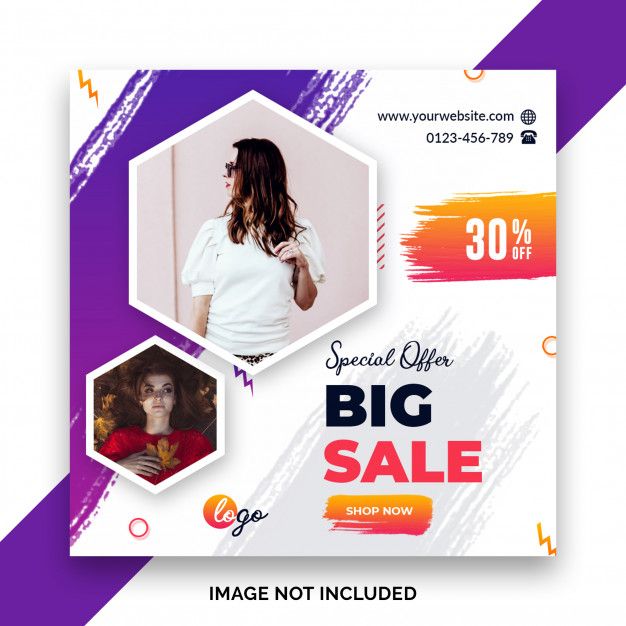 www.yourwebsite.com
0123-456-789
30% OFF
Special Offer
BIG
SALE
SHOP NOW
logo
IMAGE NOT INCLUDED